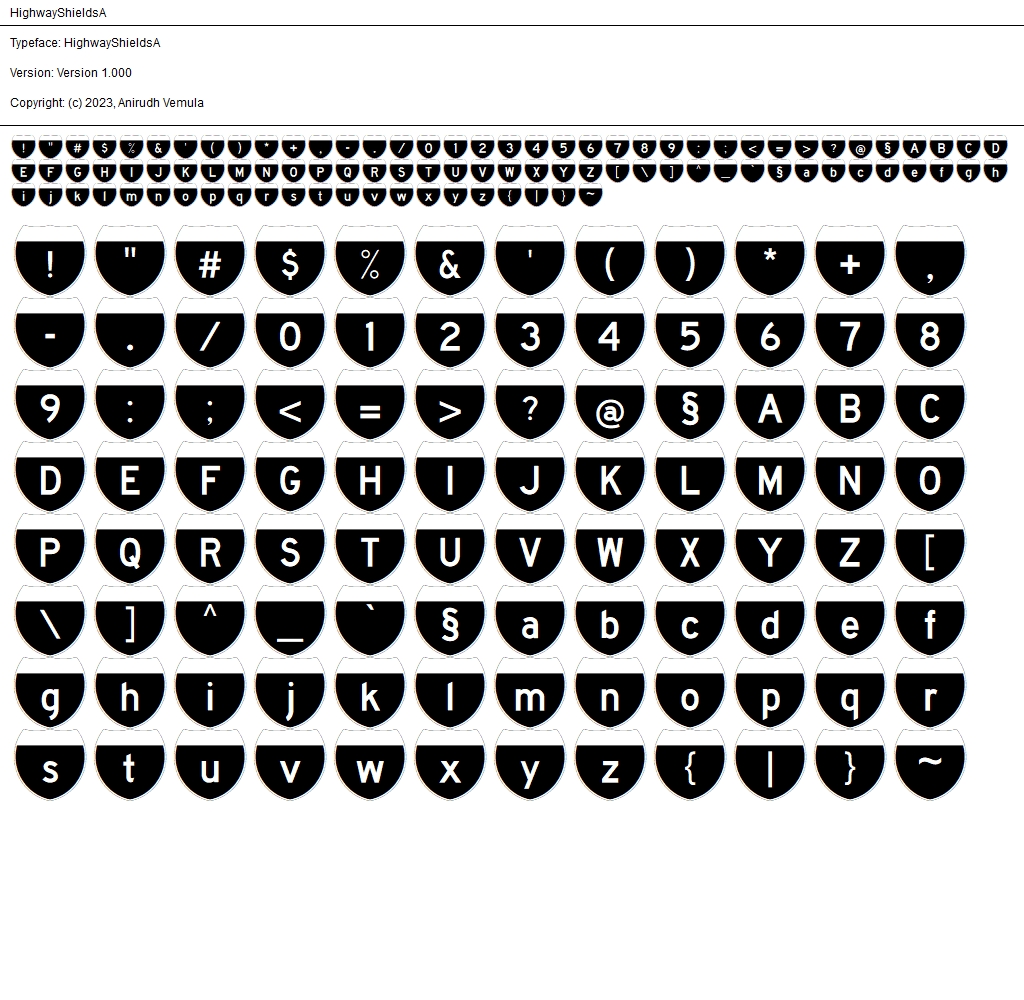 HighwayShieldsA
Typeface: HighwayShieldsA
Version: Version 1.000
Copyright: (c) 2023, Anirudh Vemula
! " # $ % & ' ( ) * + , - . / 0 1 2 3 4 5 6 7 8 9 : ; < = > ? @ § A B C D
E F G H I J K L M N O P Q R S T U V W X Y Z [ \ ] ^ _ ` § a b c d e f g h
i j k l m n o p q r s t u v w x y z { | } ~
! " # $ % & ' ( ) * + ,
- . / 0 1 2 3 4 5 6 7 8
9 : ; < = > ? @ § A B C
D E F G H I J K L M N O
P Q R S T U V W X Y Z [
\ ] ^ _ ` § a b c d e f
g h i j k l m n o p q r
s t u v w x y z { | } ~